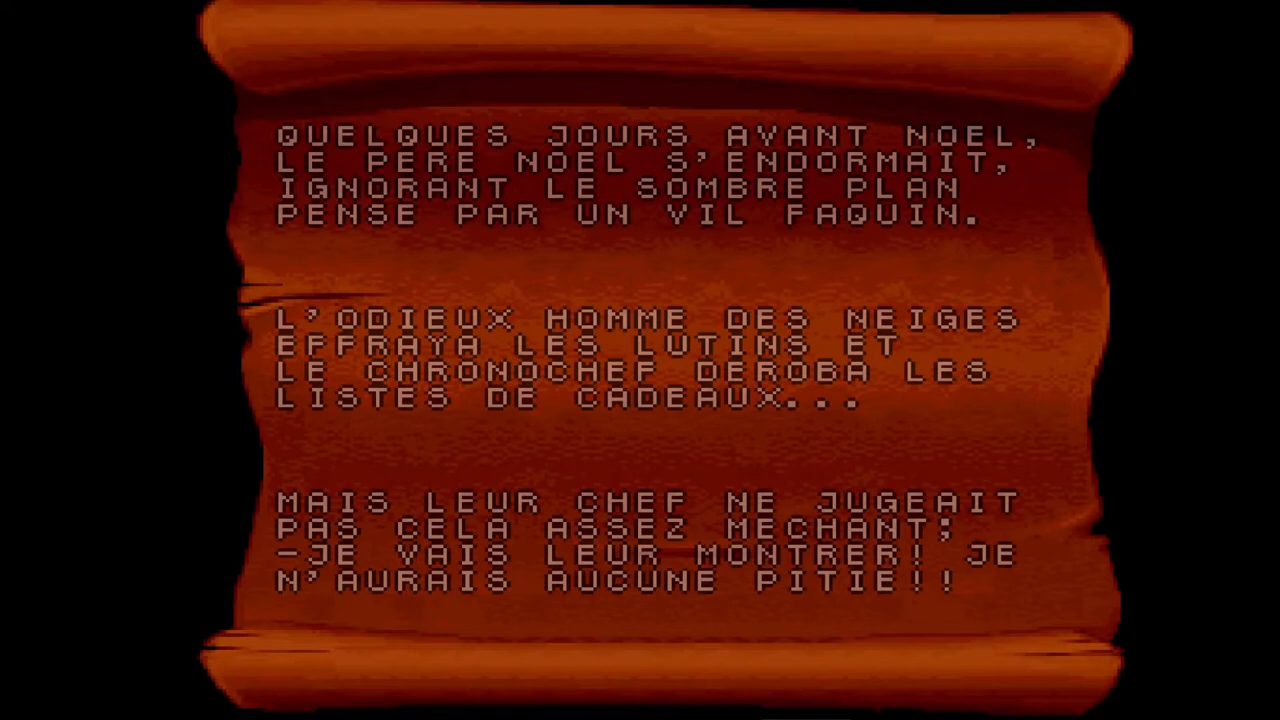 QUELQUES JOURS AVANT NOEL,
LE PERE NOEL S'ENDORMAIT,
IGNORANT LE SOMBRE PLAN
PENSE PAR UN VIL FAQUIN.
L'ODIEUX HOMME DES NEIGES
EFFRAYA LES LUTINS ET
LE CHRONOCHEF DEROBA LES
LISTES DE CADEAUX...
MAIS LEUR CHEF NE JUGEAIT
PAS CELA ASSEZ MECHANT;
-JE VAIS LEUR MONTRER! JE
N'AURAIS AUCUNE PITIE!!